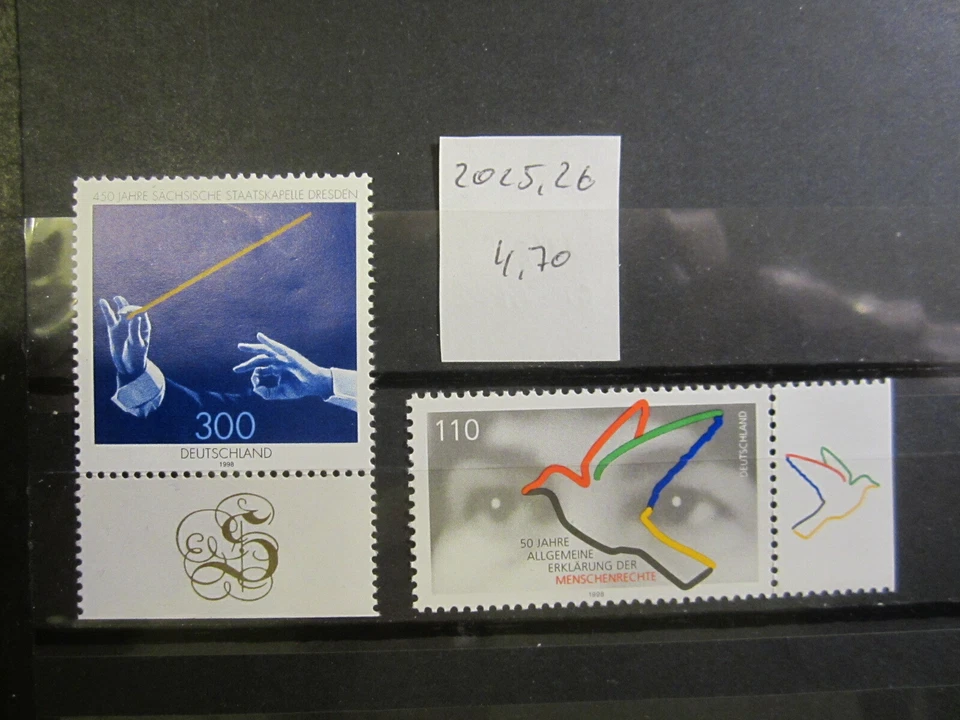 450 JAHRE SÄCHSISCHE STAATSKAPELLE DRESDEN
300
DEUTSCHLAND
1998
2025,26
4,70
110
DEUTSCHLAND
50 JAHRE
ALLGEMEINE
ERKLÄRUNG DER
MENSCHENRECHTE
1998